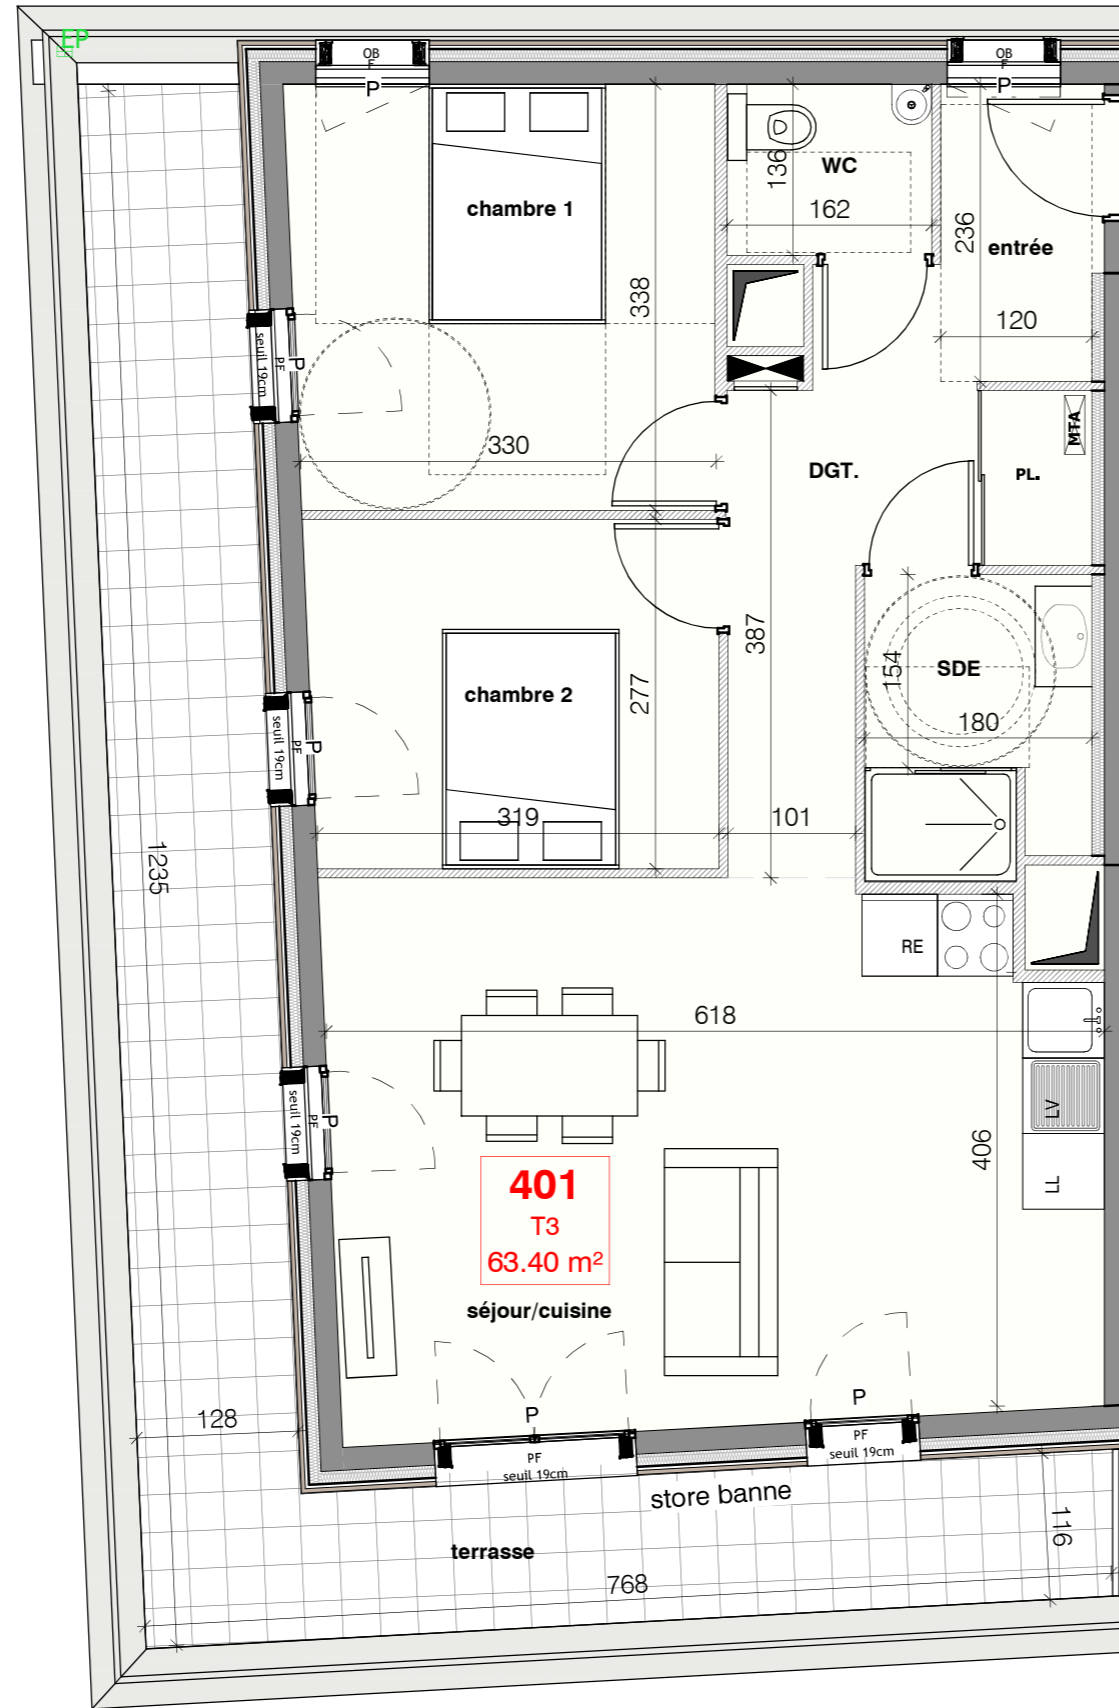 EP
OB
F
P
OB
F
P
chambre 1
WC
136
162
236
entrée
338
120
seuil 19cm
PF
P
MTA
330
DGT.
PL.
387
154
SDE
chambre 2
277
180
seuil 19cm
PF
P
319
101
1235
RE
618
seuil 19cm
PF
P
LV
406
LL
401
T3
63.40 m²
séjour/cuisine
128
P
PF
seuil 19cm
P
PF
seuil 19cm
store banne
116
terrasse
768